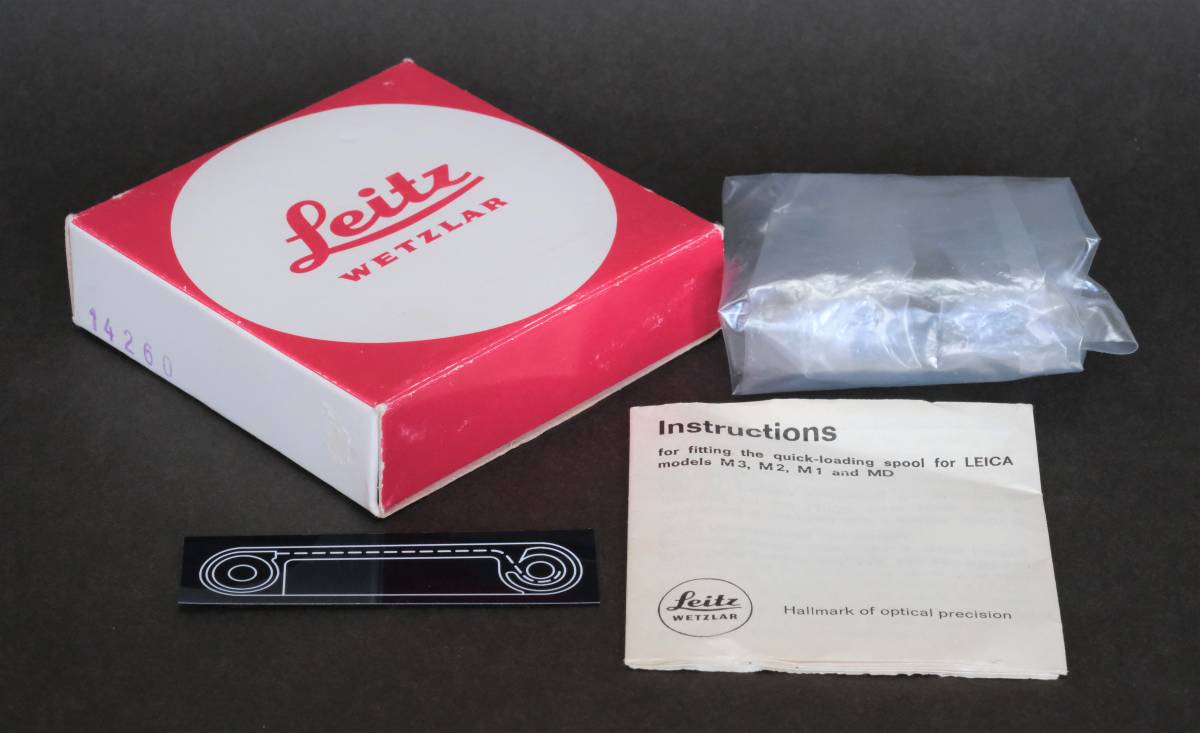 Leitz
WETZLAR
14260
Instructions
for fitting the quick-loading spool for LEICA
models M3, M2, M1 and MD
Leitz
WETZLAR
Hallmark of optical precision